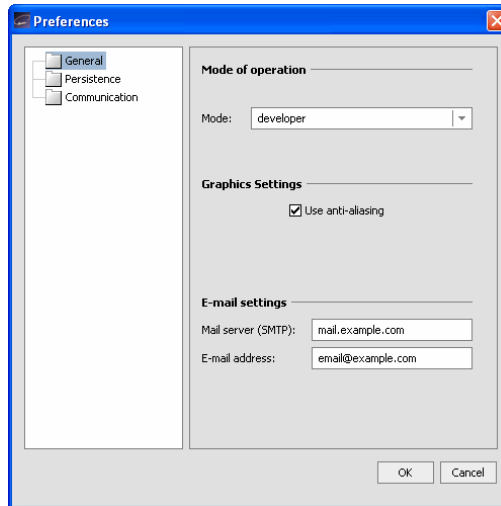 Preferences
General
Persistence
Communication
Mode of operation
Mode: developer
Graphics Settings
Use anti-aliasing
E-mail settings
Mail server (SMTP): mail.example.com
E-mail address: email@example.com
OK Cancel